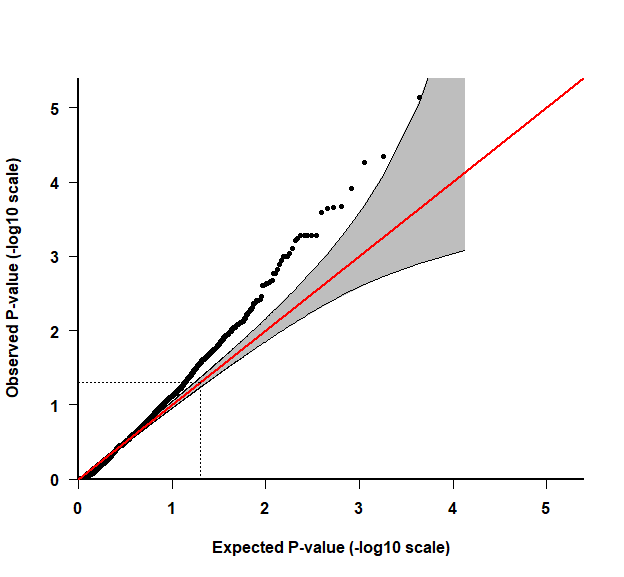 Observed P-value (-log10 scale)
5
4
3
2
1
0
0 1 2 3 4 5
Expected P-value (-log10 scale)